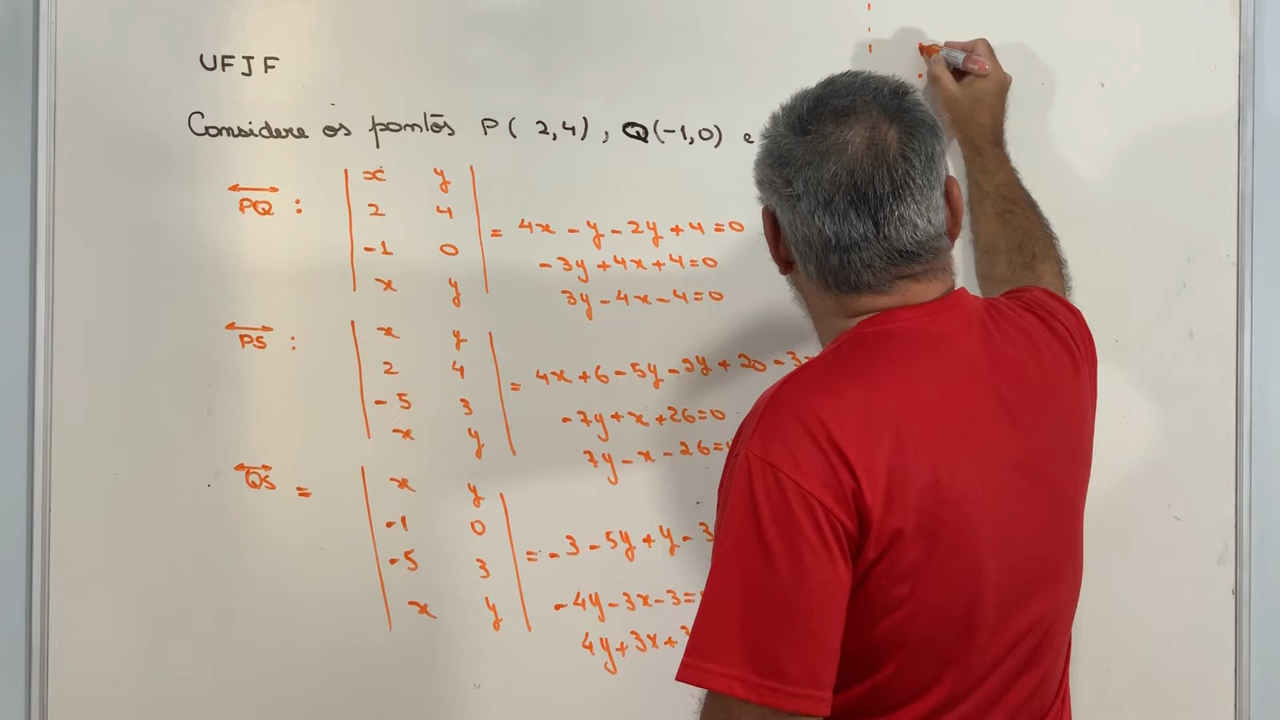 UFJF
Considere os pontos P(2,4), Q(-1,0) e
PQ :
x y
2 4
-1 0
x y
= 4x - y - 2y + 4 = 0
-3y + 4x + 4 = 0
3y - 4x - 4 = 0
PS :
x y
2 4
-5 3
x y
= 4x + 6 - 5y - 2y + 20 - 3x
-7y + x + 26 = 0
7y - x - 26 =
QS =
x y
-1 0
-5 3
x y
= -3 - 5y + y - 3
-4y - 3x - 3 =
4y + 3x + 3